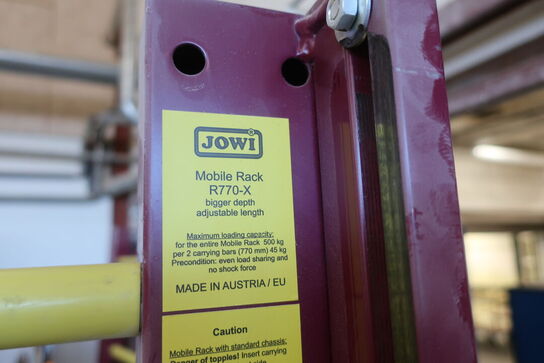 JOWI
Mobile Rack
R770-X
bigger depth
adjustable length
Maximum loading capacity:
for the entire Mobile Rack 500 kg
per 2 carrying bars (770 mm) 45 kg
Precondition: even load sharing and
no shock force
MADE IN AUSTRIA / EU
Caution
Mobile Rack with standard chassis:
Danger of topples! Insert carrying